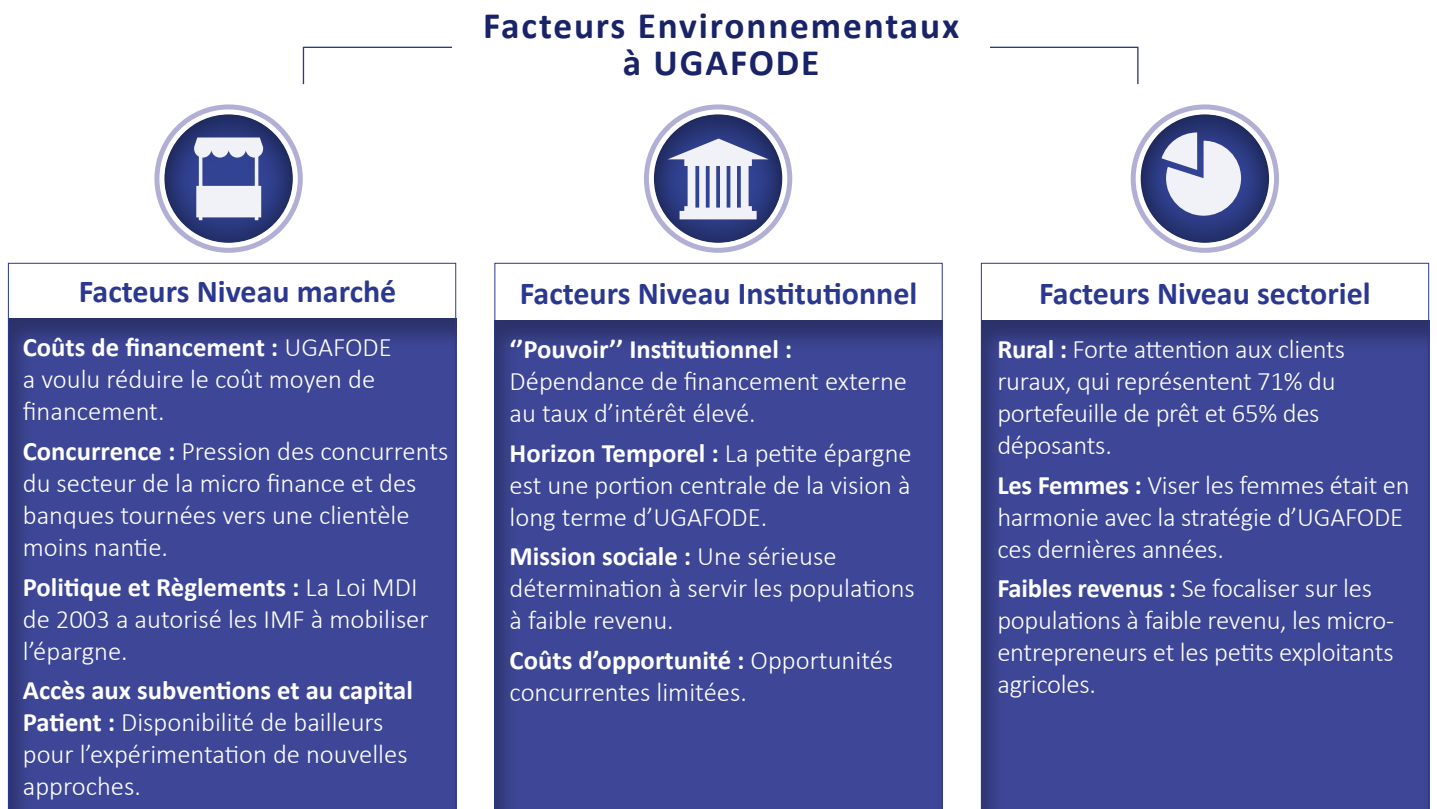 Facteurs Environnementaux
à UGAFODE
Facteurs Niveau marché
Coûts de financement : UGAFODE
a voulu réduire le coût moyen de
financement.
Concurrence : Pression des concurrents
du secteur de la micro finance et des
banques tournées vers une clientèle
moins nantie.
Politique et Règlements : La Loi MDI
de 2003 a autorisé les IMF à mobiliser
l’épargne.
Accès aux subventions et au capital
Patient : Disponibilité de bailleurs
pour l’expérimentation de nouvelles
approches.
Facteurs Niveau Institutionnel
‘’Pouvoir’’ Institutionnel :
Dépendance de financement externe
au taux d’intérêt élevé.
Horizon Temporel : La petite épargne
est une portion centrale de la vision à
long terme d’UGAFODE.
Mission sociale : Une sérieuse
détermination à servir les populations
à faible revenu.
Coûts d’opportunité : Opportunités
concurrentes limitées.
Facteurs Niveau sectoriel
Rural : Forte attention aux clients
ruraux, qui représentent 71% du
portefeuille de prêt et 65% des
déposants.
Les Femmes : Viser les femmes était en
harmonie avec la stratégie d’UGAFODE
ces dernières années.
Faibles revenus : Se focaliser sur les
populations à faible revenu, les micro-
entrepreneurs et les petits exploitants
agricoles.